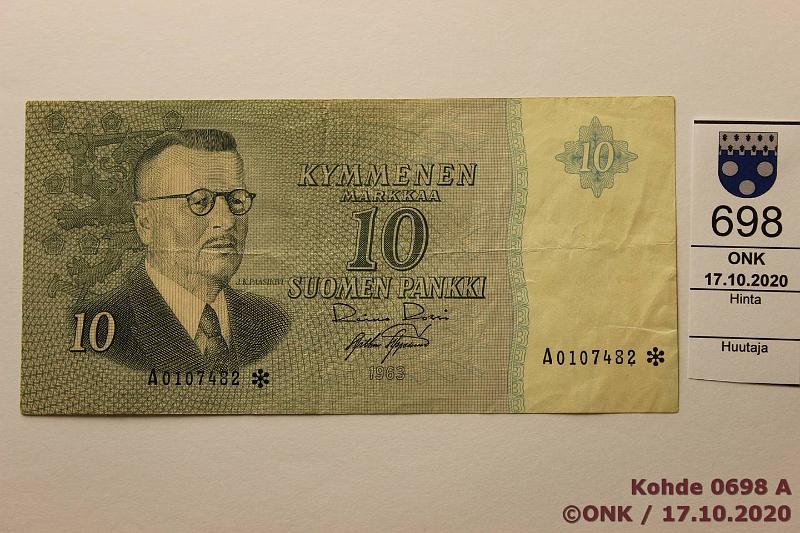 10
KYMMENEN
MARKKAA
10
J.K.PAASIKIVI
SUOMEN PANKKI
10
1963
A0107482 *
A0107482 *
698
ONK
17.10.2020
Hinta
Huutaja
Kohde 0698 A
©ONK / 17.10.2020